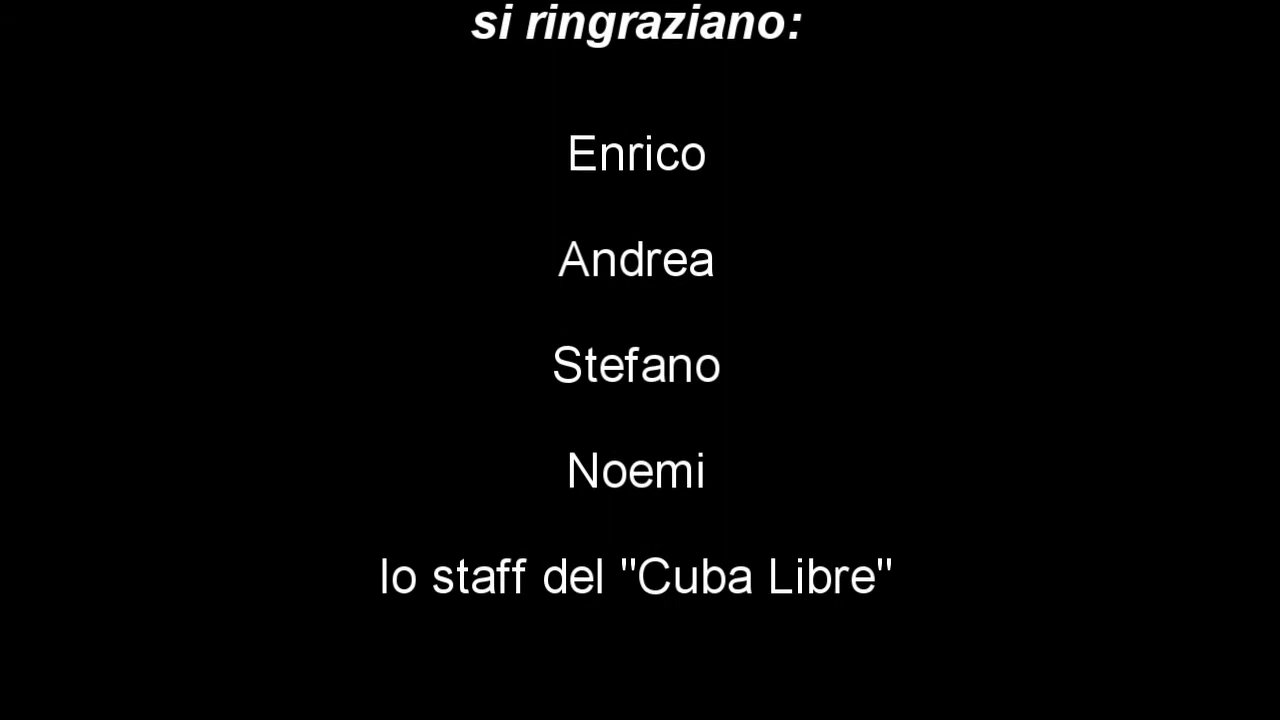 si ringraziano:
Enrico
Andrea
Stefano
Noemi
lo staff del "Cuba Libre"